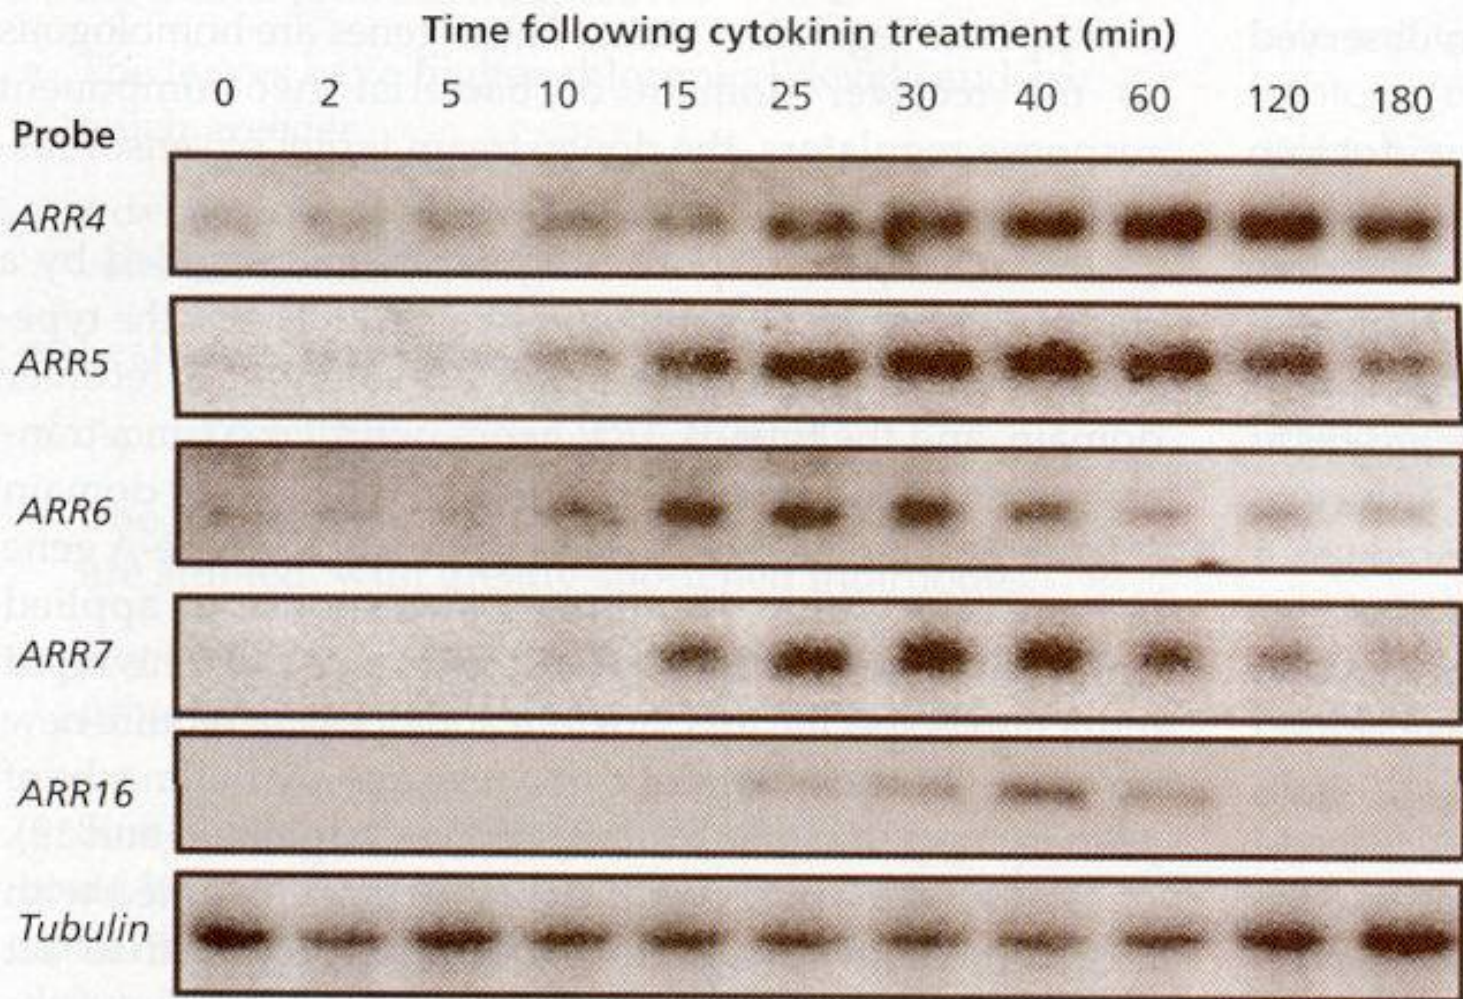 Time following cytokinin treatment (min)
0 2 5 10 15 25 30 40 60 120 180
Probe
ARR4
ARR5
ARR6
ARR7
ARR16
Tubulin